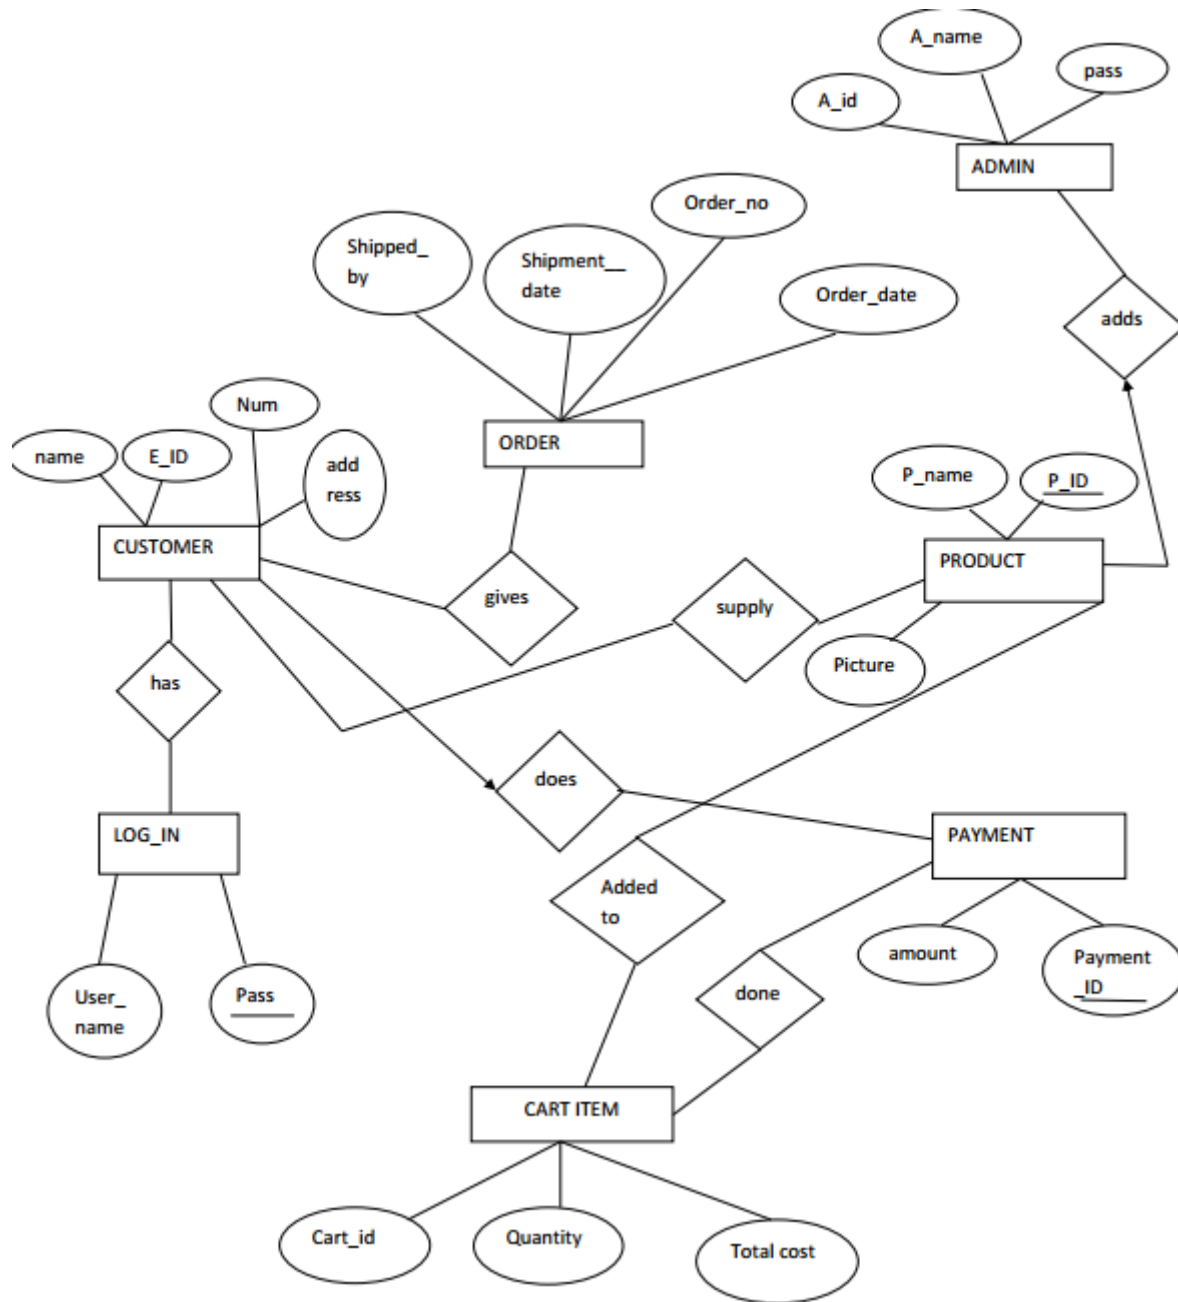 A_name
pass
A_id
ADMIN
Order_no
Shipped_
by
Shipment__
date
Order_date
adds
Num
name
E_ID
add
ress
ORDER
P_name
P_ID
CUSTOMER
PRODUCT
gives
supply
Picture
has
does
LOG_IN
PAYMENT
Added
to
amount
Payment
_ID
User_
name
Pass
done
CART ITEM
Cart_id
Quantity
Total cost